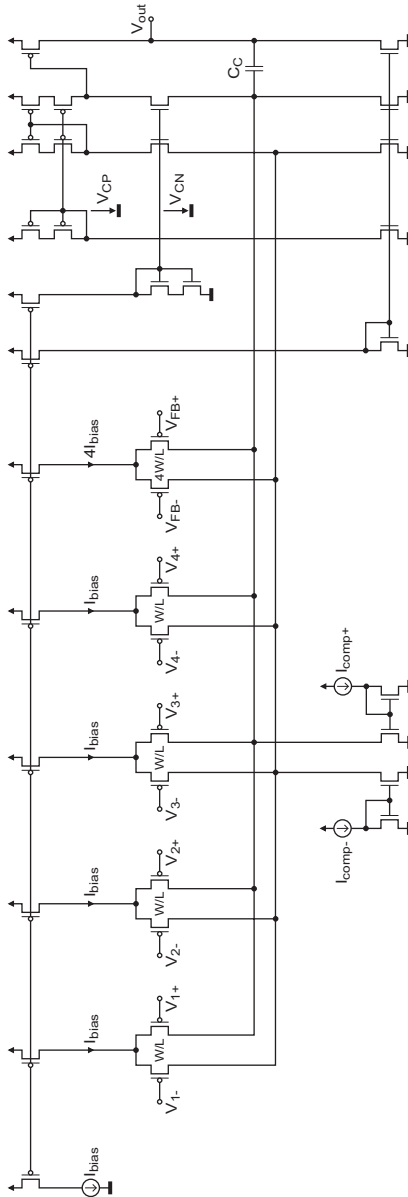 V_out
C_C
V_CP
V_CN
4I_bias
V_FB+
4W/L
V_FB-
I_bias
V_4+
W/L
V_4-
I_bias
V_3+
W/L
V_3-
I_comp+
I_comp-
I_bias
V_2+
W/L
V_2-
I_bias
V_1+
W/L
V_1-
I_bias